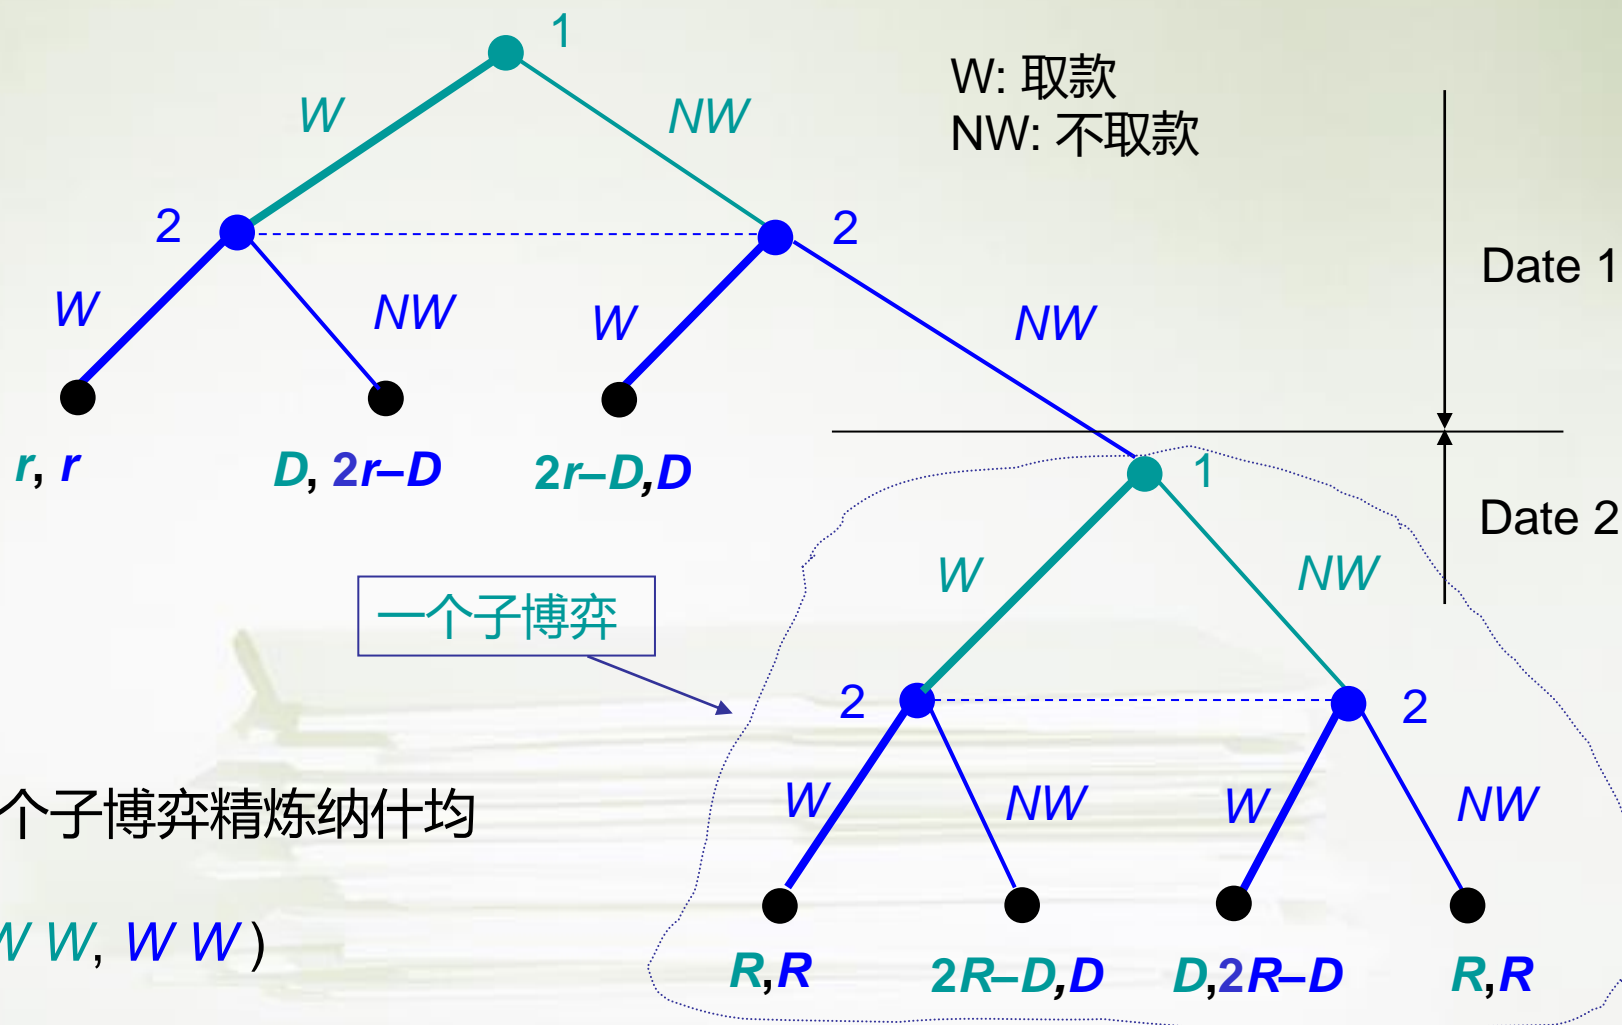 1
W: 取款
NW: 不取款
W
NW
2
2
Date 1
W
NW
W
NW
r, r
D, 2r–D
2r–D,D
1
Date 2
一个子博弈
W
NW
2
2
个子博弈精炼纳什均
W
NW
W
NW
W W, W W )
R,R
2R–D,D
D,2R–D
R,R